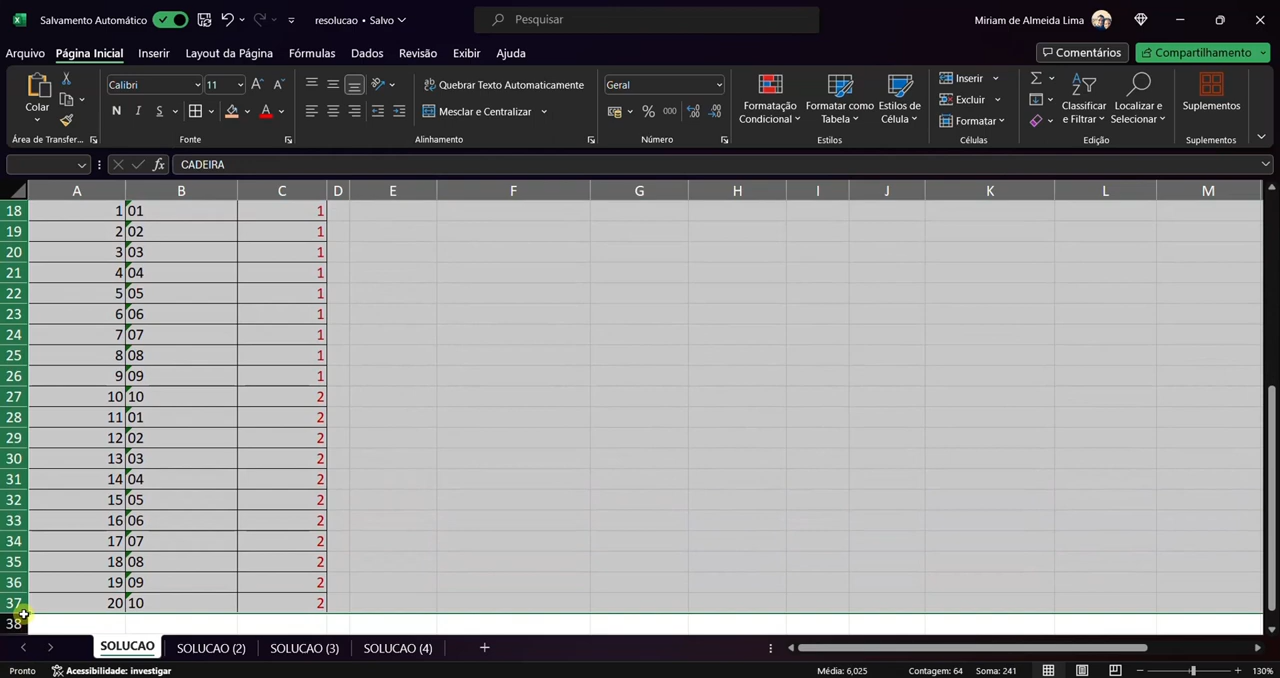 Salvamento Automático resolucao • Salvo Pesquisar Miriam de Almeida Lima
Arquivo Página Inicial Inserir Layout da Página Fórmulas Dados Revisão Exibir Ajuda Comentários Compartilhamento
Colar Calibri 11 Quebrar Texto Automaticamente Geral Formatação Condicional Formatar como Tabela Estilos de Célula Inserir Classificar e Filtrar Localizar e Selecionar Suplementos
N I S Mesclar e Centralizar % 000 Excluir
Formatar
Área de Transfer... Fonte Alinhamento Número Estilos Células Edição Suplementos
fx CADEIRA
A B C D E F G H I J K L M
18 1 01 1
19 2 02 1
20 3 03 1
21 4 04 1
22 5 05 1
23 6 06 1
24 7 07 1
25 8 08 1
26 9 09 1
27 10 10 2
28 11 01 2
29 12 02 2
30 13 03 2
31 14 04 2
32 15 05 2
33 16 06 2
34 17 07 2
35 18 08 2
36 19 09 2
37 20 10 2
38
SOLUCAO SOLUCAO (2) SOLUCAO (3) SOLUCAO (4)
Pronto Acessibilidade: investigar Média: 6,025 Contagem: 64 Soma: 241 130%